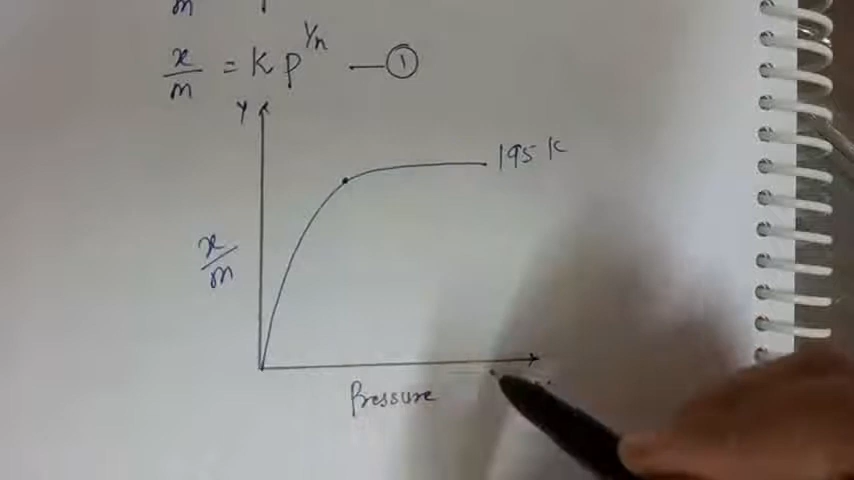 m
x/m = K p^1/n —①
Y
195 K
x/m
Pressure